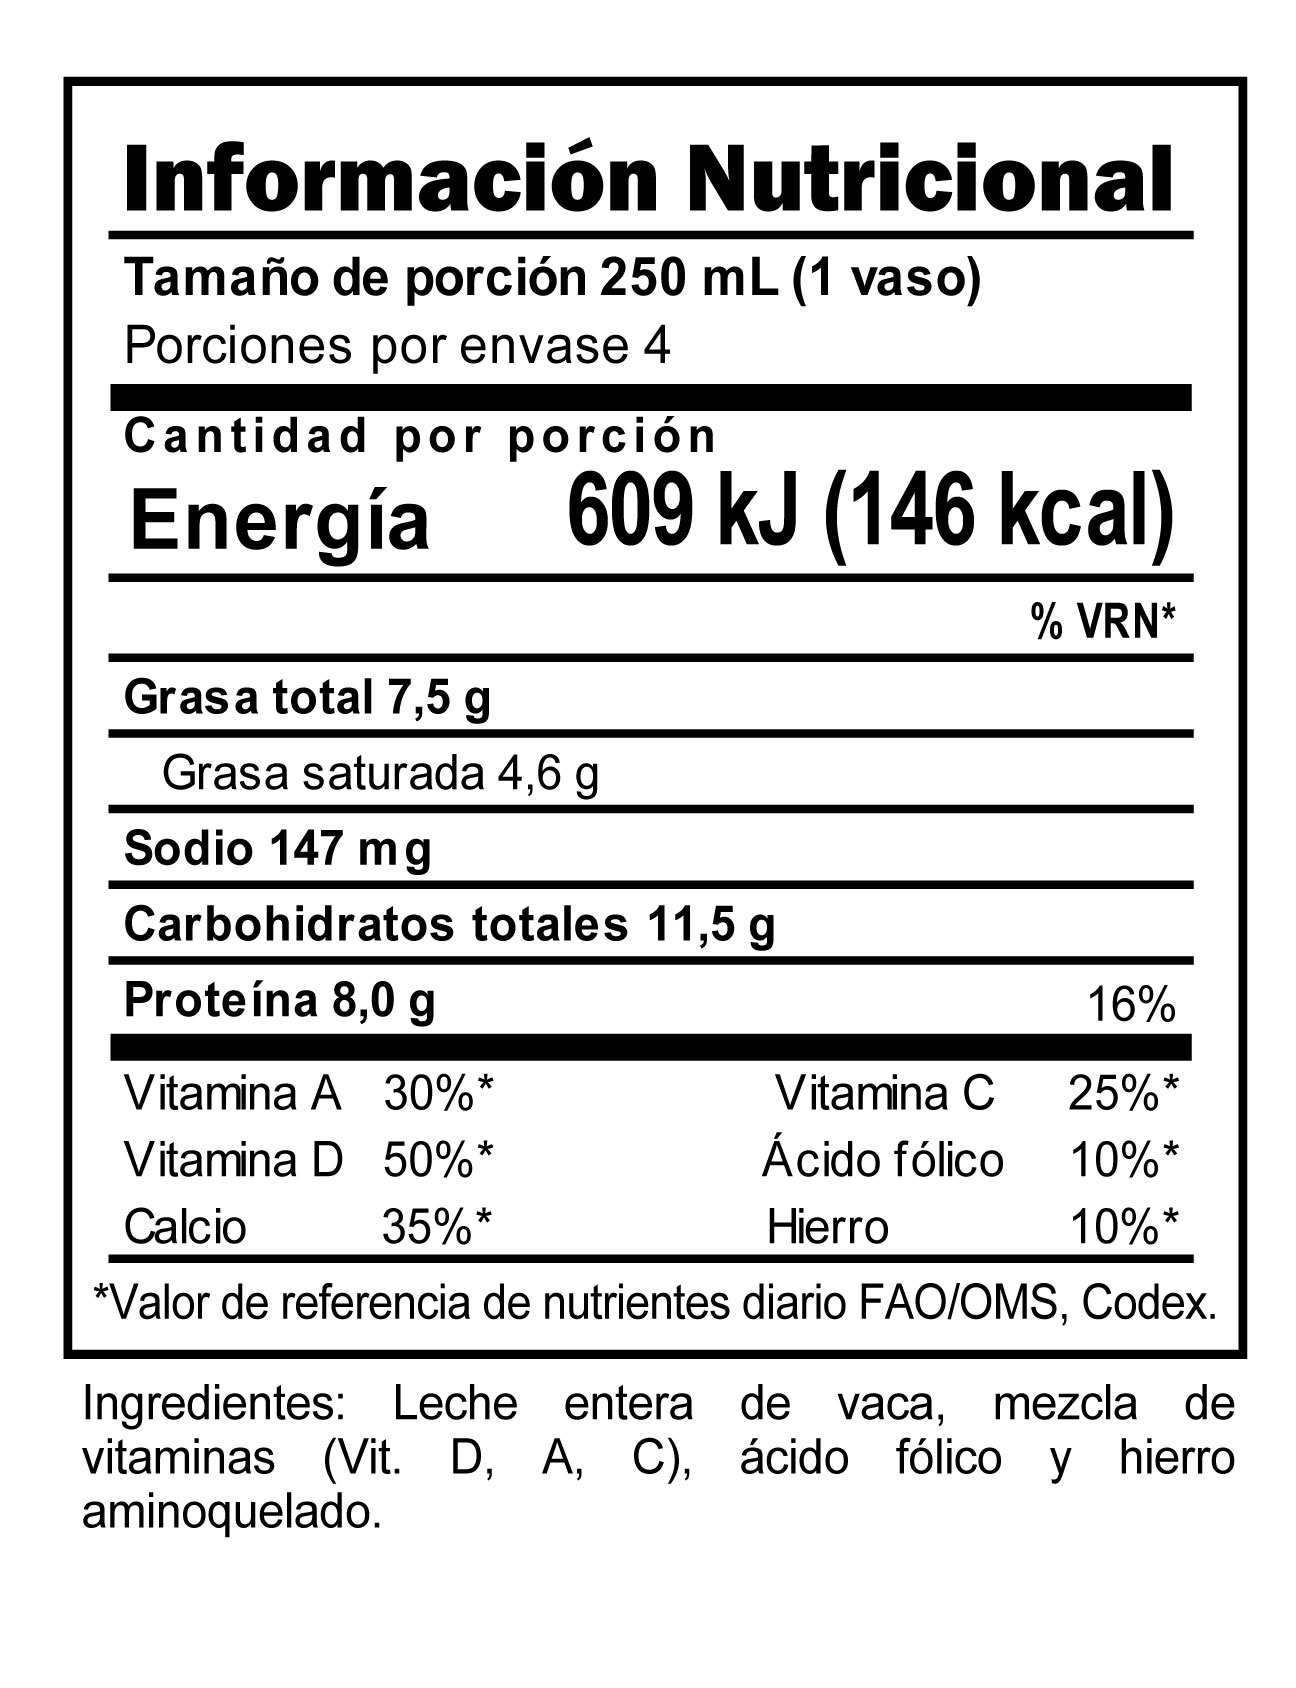 Información Nutricional
Tamaño de porción 250 mL (1 vaso)
Porciones por envase 4
Cantidad por porción
Energía 609 kJ (146 kcal)
% VRN*
Grasa total 7,5 g
Grasa saturada 4,6 g
Sodio 147 mg
Carbohidratos totales 11,5 g
Proteína 8,0 g 16%
Vitamina A 30%* Vitamina C 25%*
Vitamina D 50%* Ácido fólico 10%*
Calcio 35%* Hierro 10%*
*Valor de referencia de nutrientes diario FAO/OMS, Codex.
Ingredientes: Leche entera de vaca, mezcla de
vitaminas (Vit. D, A, C), ácido fólico y hierro
aminoquelado.